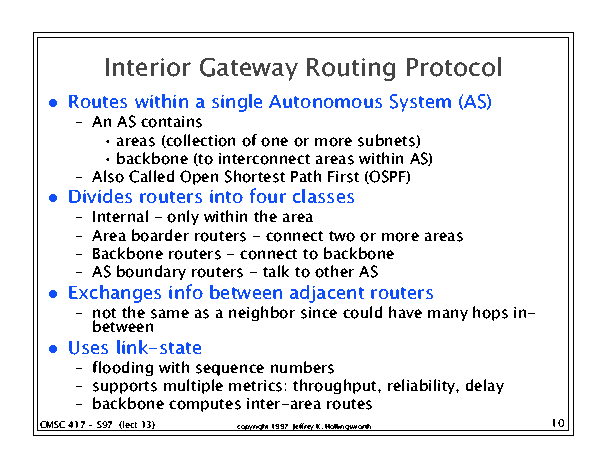 Interior Gateway Routing Protocol
● Routes within a single Autonomous System (AS)
– An AS contains
• areas (collection of one or more subnets)
• backbone (to interconnect areas within AS)
– Also Called Open Shortest Path First (OSPF)
● Divides routers into four classes
– Internal – only within the area
– Area boarder routers – connect two or more areas
– Backbone routers – connect to backbone
– AS boundary routers – talk to other AS
● Exchanges info between adjacent routers
– not the same as a neighbor since could have many hops in-
between
● Uses link-state
– flooding with sequence numbers
– supports multiple metrics: throughput, reliability, delay
– backbone computes inter-area routes
CMSC 417 – S97 (lect 13)
copyright 1997 Jeffrey K. Hollingsworth
10